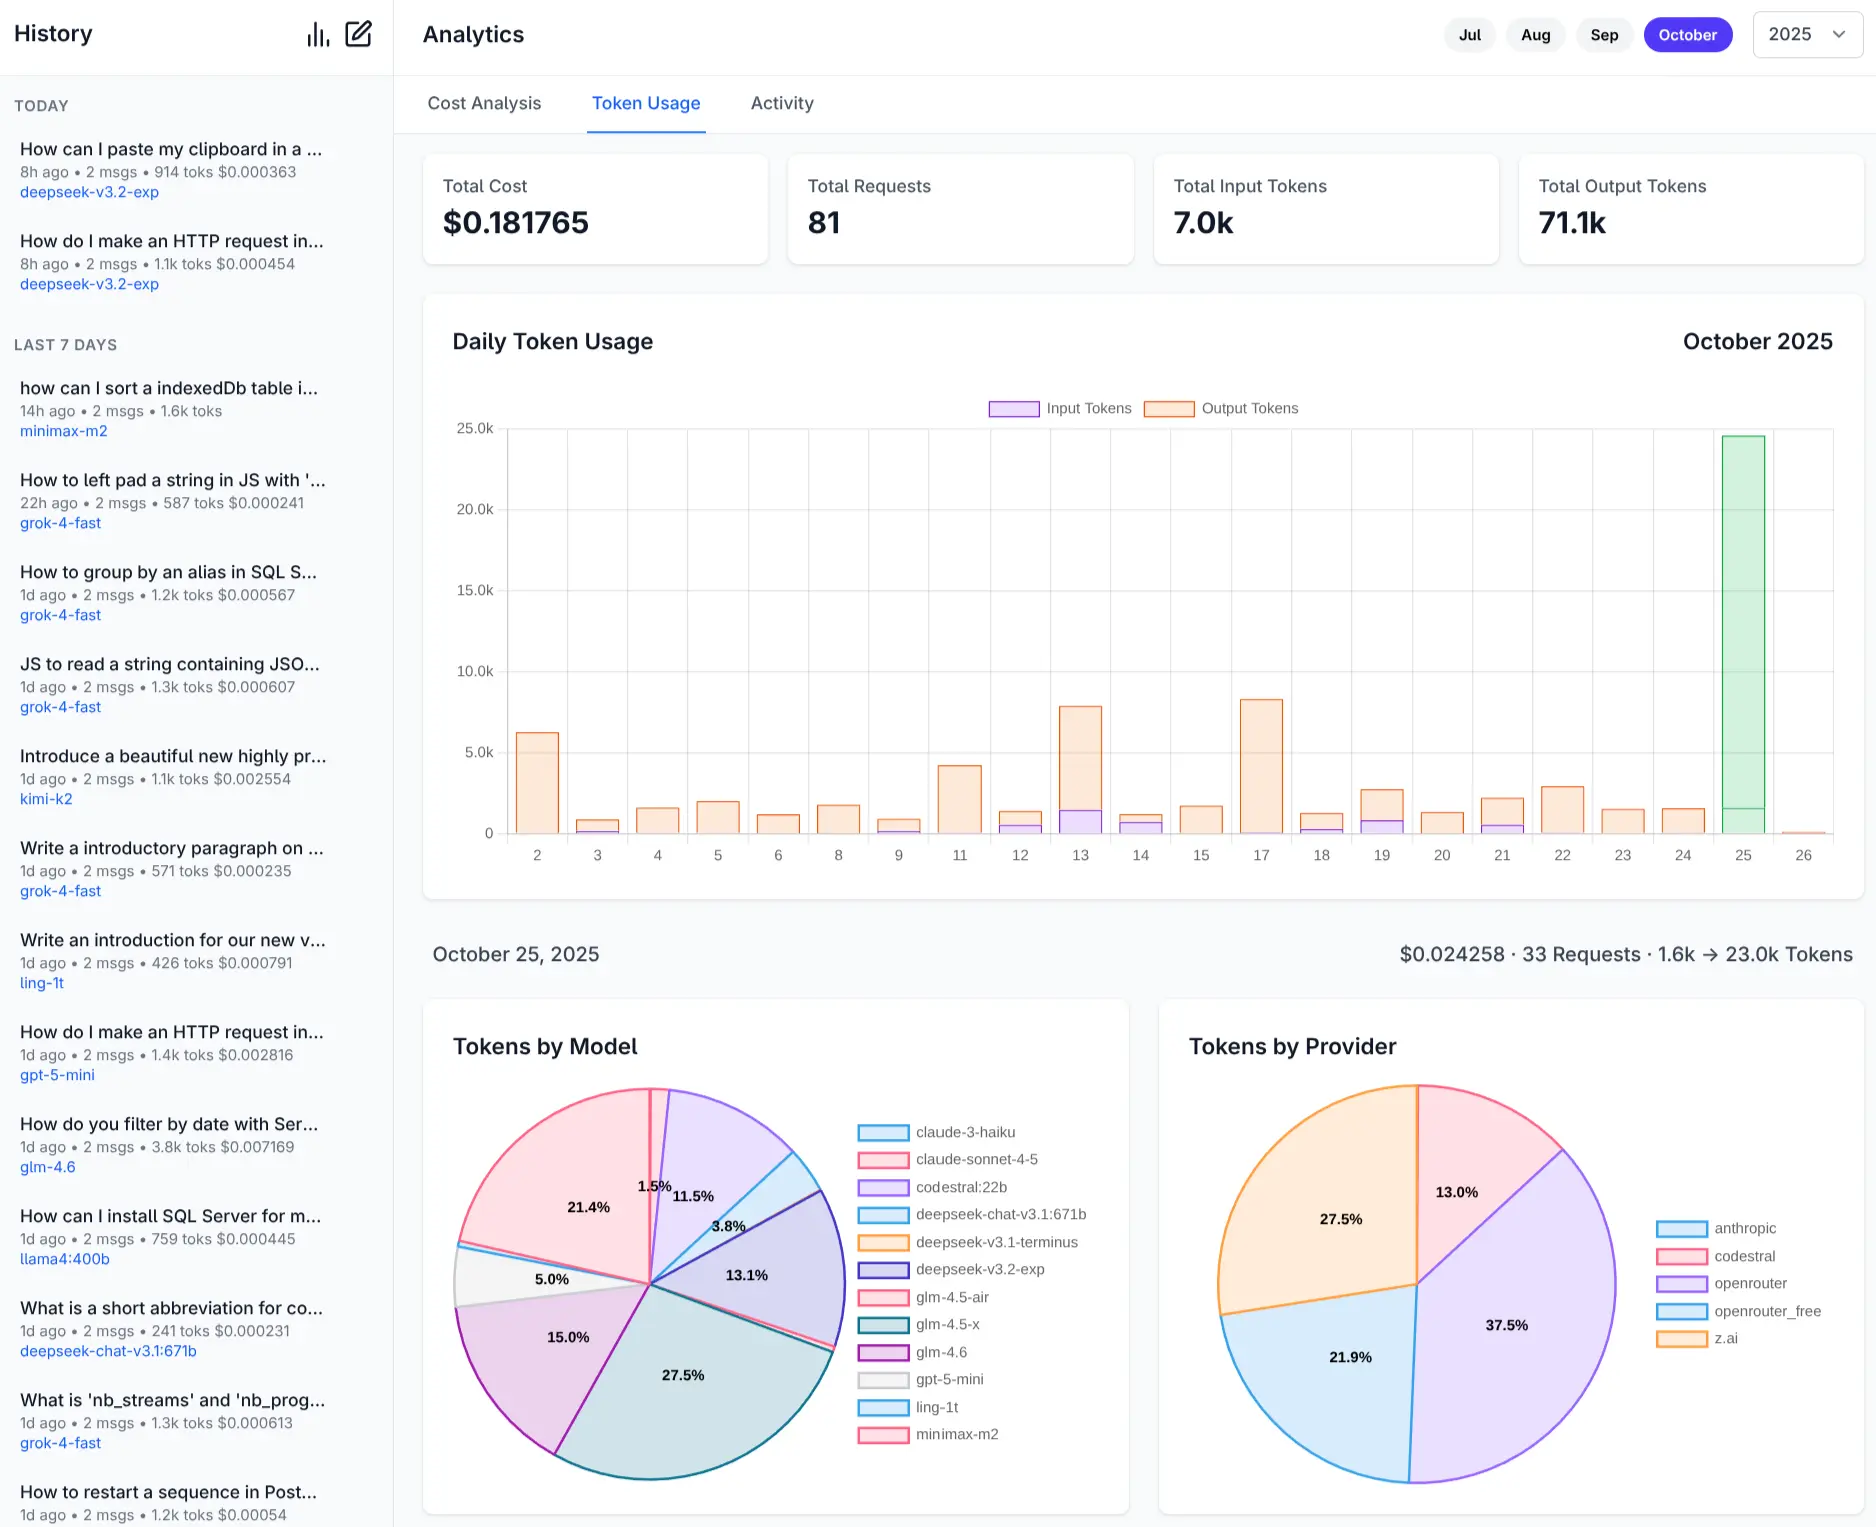 History
TODAY
How can I paste my clipboard in a ...
8h ago • 2 msgs • 914 toks $0.000363
deepseek-v3.2-exp
How do I make an HTTP request in...
8h ago • 2 msgs • 1.1k toks $0.000454
deepseek-v3.2-exp
LAST 7 DAYS
how can I sort a indexedDb table i...
14h ago • 2 msgs • 1.6k toks
minimax-m2
How to left pad a string in JS with '...
22h ago • 2 msgs • 587 toks $0.000241
grok-4-fast
How to group by an alias in SQL S...
1d ago • 2 msgs • 1.2k toks $0.000567
grok-4-fast
JS to read a string containing JSO...
1d ago • 2 msgs • 1.3k toks $0.000607
grok-4-fast
Introduce a beautiful new highly pr...
1d ago • 2 msgs • 1.1k toks $0.002554
kimi-k2
Write a introductory paragraph on ...
1d ago • 2 msgs • 571 toks $0.000235
grok-4-fast
Write an introduction for our new v...
1d ago • 2 msgs • 426 toks $0.000791
ling-1t
How do I make an HTTP request in...
1d ago • 2 msgs • 1.4k toks $0.002816
gpt-5-mini
How do you filter by date with Ser...
1d ago • 2 msgs • 3.8k toks $0.007169
glm-4.6
How can I install SQL Server for m...
1d ago • 2 msgs • 759 toks $0.000445
llama4:400b
What is a short abbreviation for co...
1d ago • 2 msgs • 241 toks $0.000231
deepseek-chat-v3.1:671b
What is 'nb_streams' and 'nb_prog...
1d ago • 2 msgs • 1.3k toks $0.000613
grok-4-fast
How to restart a sequence in Post...
1d ago • 2 msgs • 1.2k toks $0.00054
Analytics
Jul
Aug
Sep
October
2025
Cost Analysis
Token Usage
Activity
Total Cost
$0.181765
Total Requests
81
Total Input Tokens
7.0k
Total Output Tokens
71.1k
Daily Token Usage
October 2025
Input Tokens
Output Tokens
25.0k
20.0k
15.0k
10.0k
5.0k
0
2 3 4 5 6 8 9 11 12 13 14 15 17 18 19 20 21 22 23 24 25 26
October 25, 2025
$0.024258 · 33 Requests · 1.6k → 23.0k Tokens
Tokens by Model
1.5%
11.5%
3.8%
13.1%
27.5%
15.0%
5.0%
21.4%
claude-3-haiku
claude-sonnet-4-5
codestral:22b
deepseek-chat-v3.1:671b
deepseek-v3.1-terminus
deepseek-v3.2-exp
glm-4.5-air
glm-4.5-x
glm-4.6
gpt-5-mini
ling-1t
minimax-m2
Tokens by Provider
13.0%
37.5%
21.9%
27.5%
anthropic
codestral
openrouter
openrouter_free
z.ai